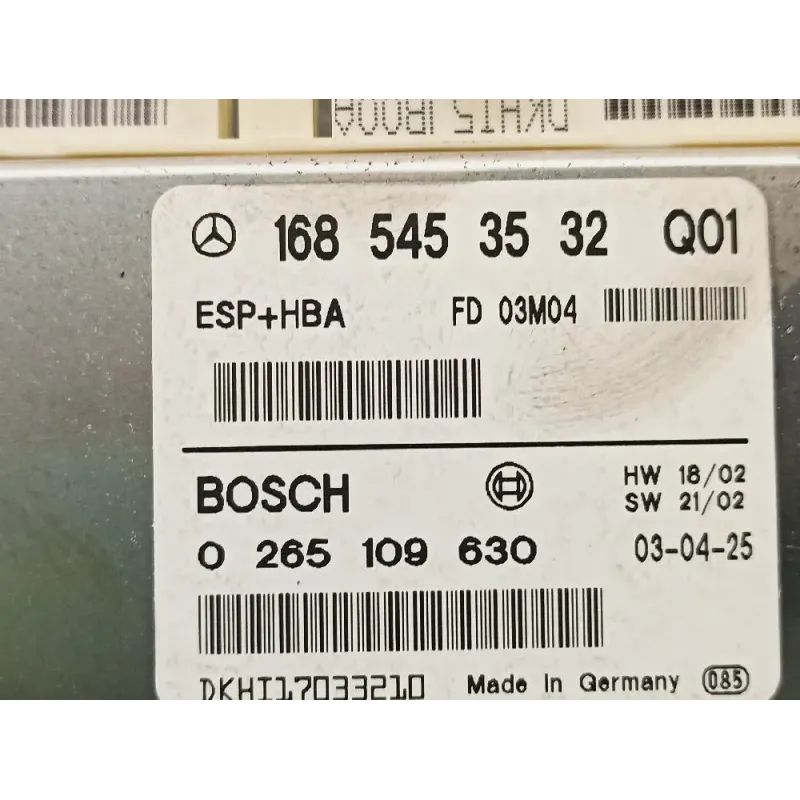 168 545 35 32 Q01
ESP+HBA FD 03M04
BOSCH HW 18/02
SW 21/02
0 265 109 630 03-04-25
DKHI17033210 Made In Germany 085